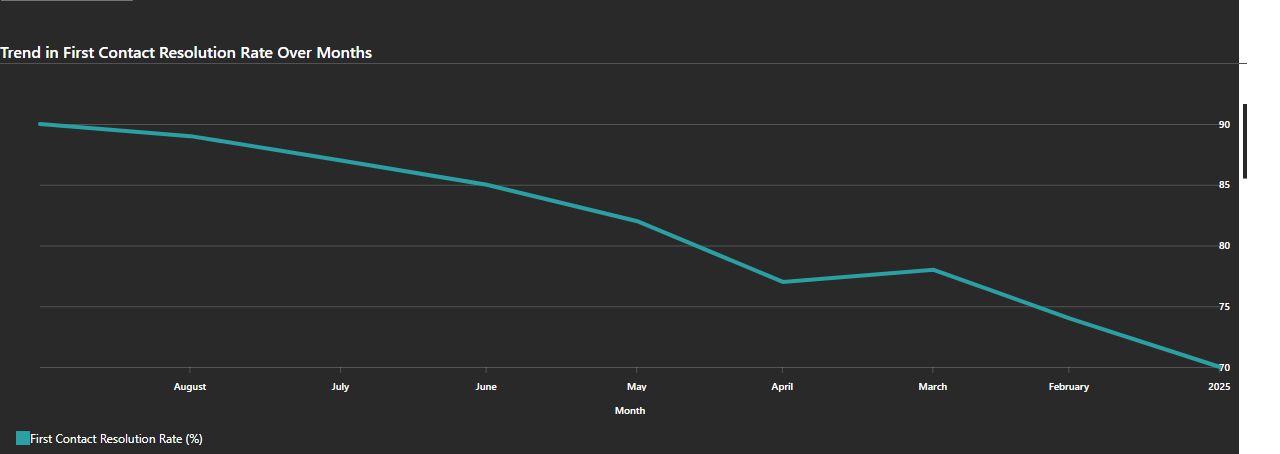 Trend in First Contact Resolution Rate Over Months
90
85
80
75
70
August July June May April March February 2025
Month
First Contact Resolution Rate (%)